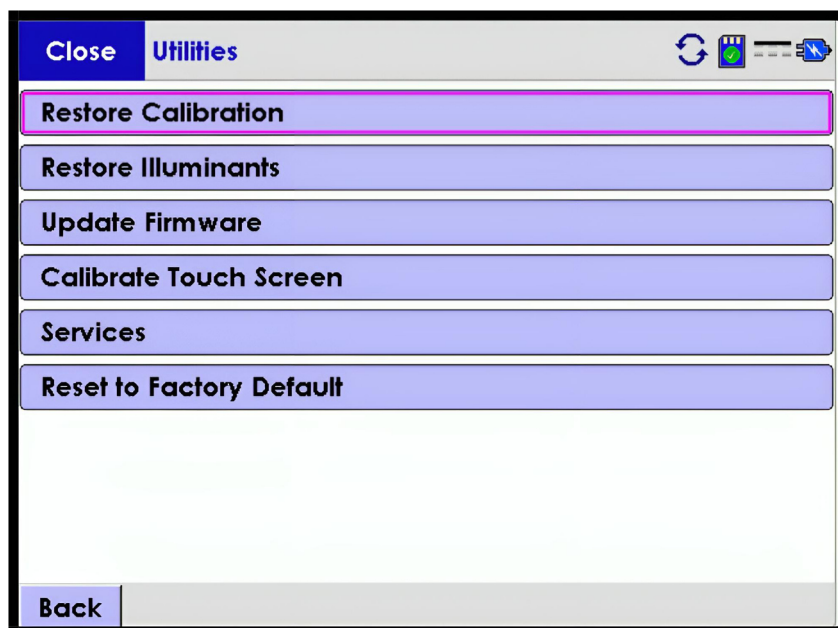 Close Utilities
Restore Calibration
Restore Illuminants
Update Firmware
Calibrate Touch Screen
Services
Reset to Factory Default
Back